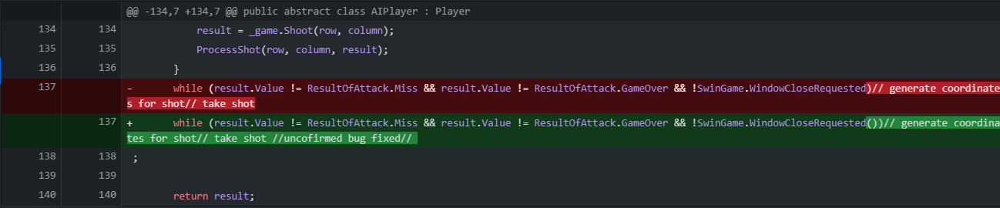 @@ -134,7 +134,7 @@ public abstract class AIPlayer : Player
134 134 result = _game.Shoot(row, column);
135 135 ProcessShot(row, column, result);
136 136 }
137 - while (result.Value != ResultOfAttack.Miss && result.Value != ResultOfAttack.GameOver && !SwinGame.WindowCloseRequested)// generate coordinate
s for shot// take shot
137 + while (result.Value != ResultOfAttack.Miss && result.Value != ResultOfAttack.GameOver && !SwinGame.WindowCloseRequested())// generate coordina
tes for shot// take shot //uncofirmed bug fixed//
138 138 ;
139 139
140 140 return result;